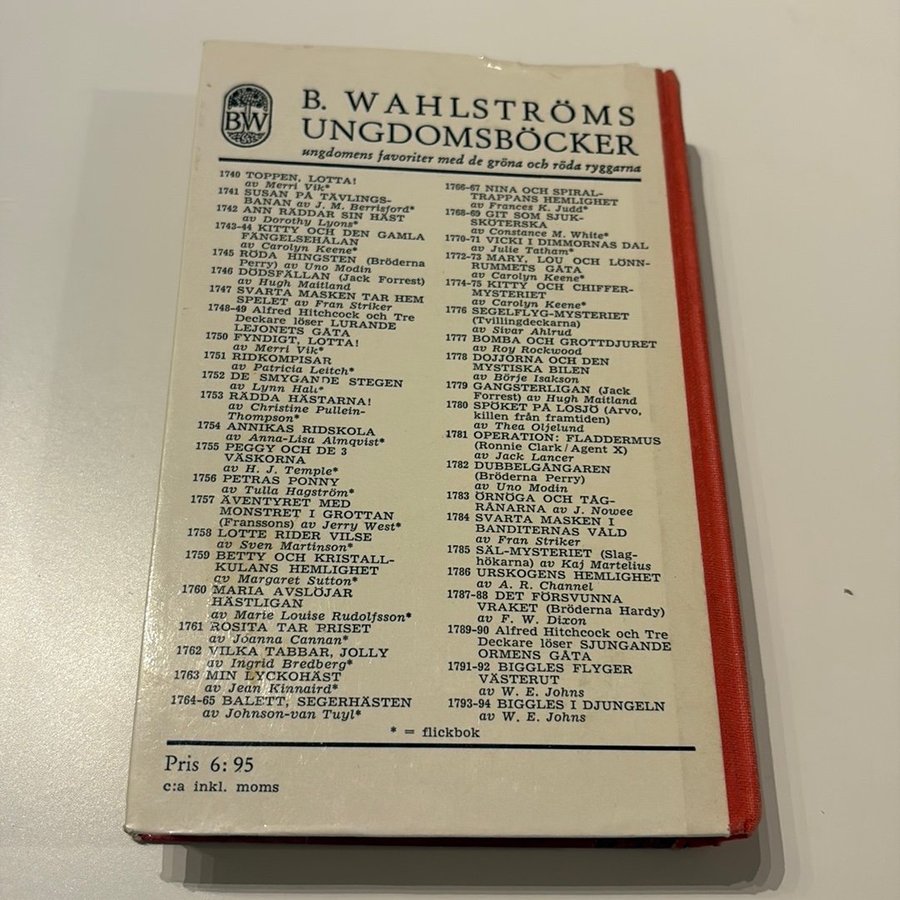 BW
B. WAHLSTRÖMS
UNGDOMSBÖCKER
ungdomens favoriter med de gröna och röda ryggarna
1740 TOPPEN, LOTTA!
av Merri Vik*
1741 SUSAN PÅ TÄVLINGS-
BANAN av J. M. Berrisford*
1742 ANN RÄDDAR SIN HÄST
av Dorothy Lyons*
1743-44 KITTY OCH DEN GAMLA
FÄNGELSEHÅLAN
av Carolyn Keene*
1745 RÖDA HINGSTEN (Bröderna
Perry) av Uno Modin
1746 DÖDSFÄLLAN (Jack Forrest)
av Hugh Maitland
1747 SVARTA MASKEN TAR HEM
SPELET av Fran Striker
1748-49 Alfred Hitchcock och Tre
Deckare löser LURANDE
LEJONETS GÅTA
1750 FYNDIGT, LOTTA!
av Merri Vik*
1751 RIDKOMPISAR
av Patricia Leitch*
1752 DE SMYGANDE STEGEN
av Lynn Hall*
1753 RÄDDA HÄSTARNA!
av Christine Pullein-
Thompson*
1754 ANNIKAS RIDSKOLA
av Anna-Lisa Almqvist*
1755 PEGGY OCH DE 3
VÄSKORNA
av H. J. Temple*
1756 PETRAS PONNY
av Tulla Hagström*
1757 ÄVENTYRET MED
MONSTRET I GROTTAN
(Franssons) av Jerry West*
1758 LOTTE RIDER VILSE
av Sven Martinson*
1759 BETTY OCH KRISTALL-
KULANS HEMLIGHET
av Margaret Sutton*
1760 MARIA AVSLÖJAR
HÄSTLIGAN
av Marie Louise Rudolfsson*
1761 ROSITA TAR PRISET
av Joanna Cannan*
1762 VILKA TABBAR, JOLLY
av Ingrid Bredberg*
1763 MIN LYCKOHÄST
av Jean Kinnaird*
1764-65 BALETT, SEGERHÄSTEN
av Johnson-van Tuyl*
1766-67 NINA OCH SPIRAL-
TRAPPANS HEMLIGHET
av Frances K. Judd*
1768-69 GIT SOM SJUK-
SKÖTERSKA
av Constance M. White*
1770-71 VICKI I DIMMORNAS DAL
av Julie Tatham*
1772-73 MARY, LOU OCH LÖNN-
RUMMETS GÅTA
av Carolyn Keene*
1774-75 KITTY OCH CHIFFER-
MYSTERIET
av Carolyn Keene*
1776 SEGELFLYG-MYSTERIET
(Tvillingdeckarna)
av Sivar Ahlrud
1777 BOMBA OCH GROTTDJURET
av Roy Rockwood
1778 DOJJORNA OCH DEN
MYSTISKA BILEN
av Börje Isakson
1779 GANGSTERLIGAN (Jack
Forrest) av Hugh Maitland
1780 SPÖKET PÅ LOSJÖ (Arvo,
killen från framtiden)
av Thea Oljelund
1781 OPERATION: FLADDERMUS
(Ronnie Clark/Agent X)
av Jack Lancer
1782 DUBBELGÅNGAREN
(Bröderna Perry)
av Uno Modin
1783 ÖRNÖGA OCH TÅG-
RÅNARNA av J. Nowee
1784 SVARTA MASKEN I
BANDITERNAS VÅLD
av Fran Striker
1785 SÄL-MYSTERIET (Slag-
hökarna) av Kaj Martelius
1786 URSKOGENS HEMLIGHET
av A. R. Channel
1787-88 DET FÖRSVUNNA
VRAKET (Bröderna Hardy)
av F. W. Dixon
1789-90 Alfred Hitchcock och Tre
Deckare löser SJUNGANDE
ORMENS GÅTA
1791-92 BIGGLES FLYGER
VÄSTERUT
av W. E. Johns
1793-94 BIGGLES I DJUNGELN
av W. E. Johns
* = flickbok
Pris 6:95
c:a inkl. moms